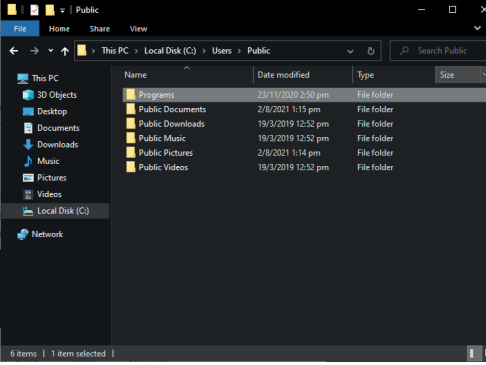 Public
File Home Share View
This PC › Local Disk (C:) › Users › Public
Search Public
Name Date modified Type Size
This PC
3D Objects
Desktop
Documents
Downloads
Music
Pictures
Videos
Local Disk (C:)
Network
Programs 23/11/2020 2:50 pm File folder
Public Documents 2/8/2021 1:15 pm File folder
Public Downloads 19/3/2019 12:52 pm File folder
Public Music 19/3/2019 12:52 pm File folder
Public Pictures 2/8/2021 1:14 pm File folder
Public Videos 19/3/2019 12:52 pm File folder
6 items 1 item selected